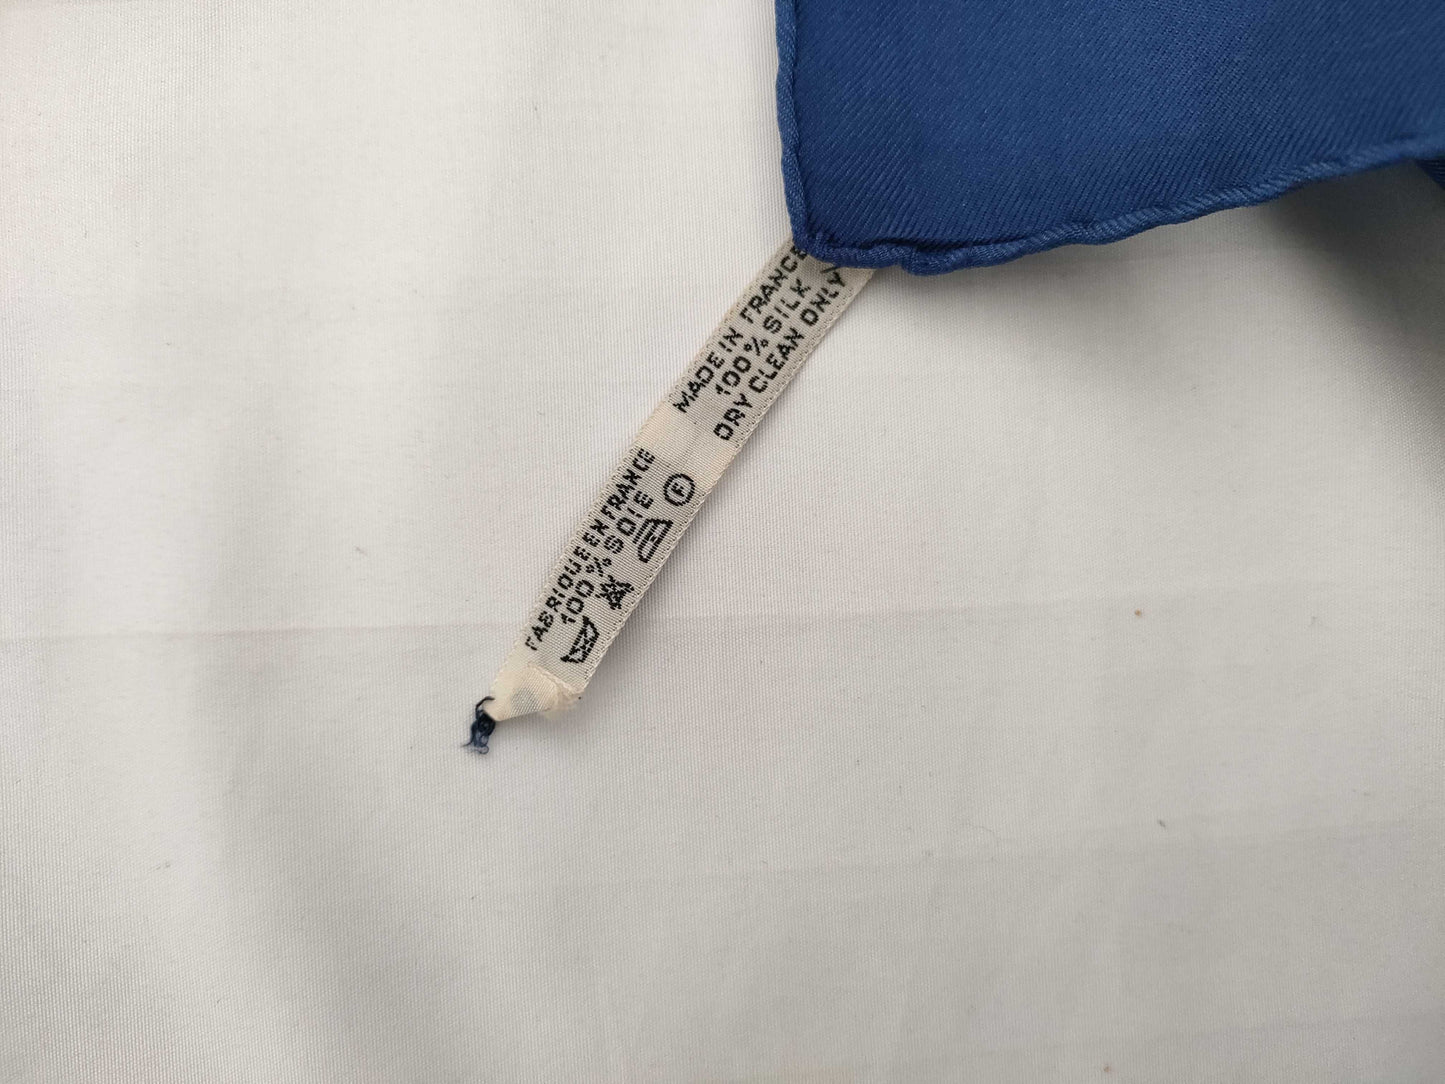 MADE IN FRANCE
100% SILK
DRY CLEAN ONLY
FABRIQUE EN FRANCE
100% SOIE
F